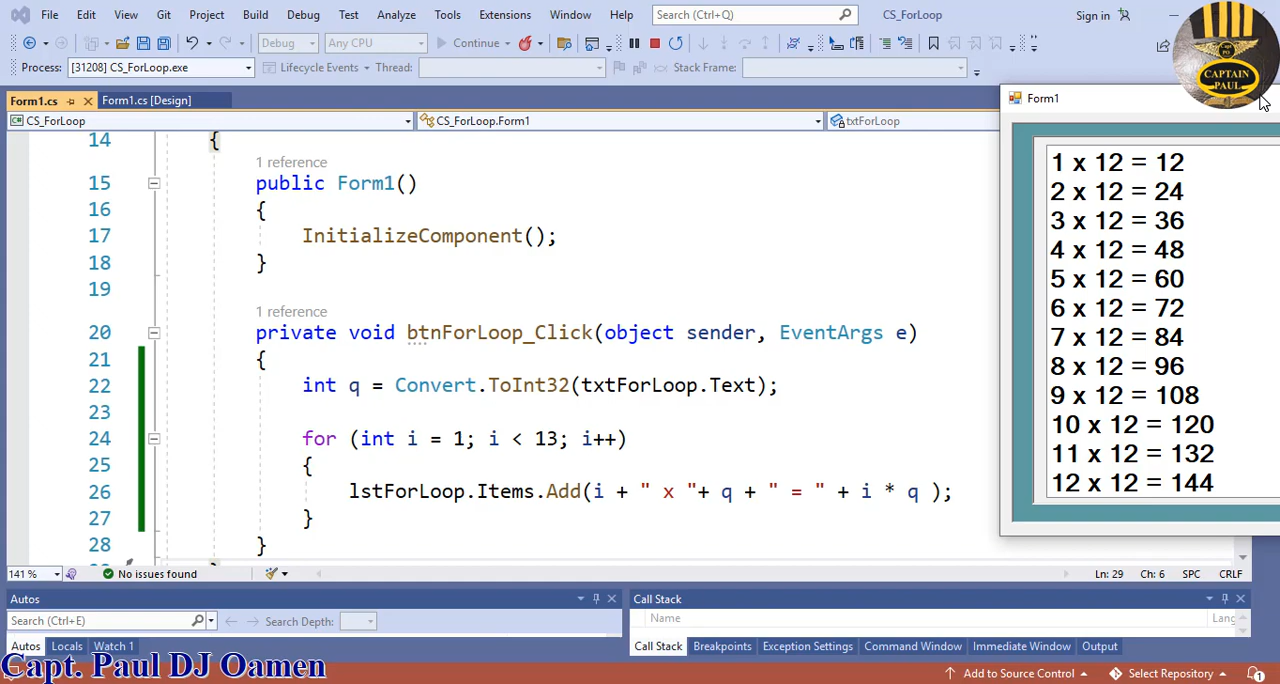 File Edit View Git Project Build Debug Test Analyze Tools Extensions Window Help Search (Ctrl+Q) CS_ForLoop Sign in
Debug Any CPU Continue
Process: [31208] CS_ForLoop.exe Lifecycle Events Thread: Stack Frame:
CAPTAIN
PAUL
Form1.cs Form1.cs [Design]
CS_ForLoop CS_ForLoop.Form1 txtForLoop
14 {
1 reference
15 public Form1()
16 {
17 InitializeComponent();
18 }
19
1 reference
20 private void btnForLoop_Click(object sender, EventArgs e)
21 {
22 int q = Convert.ToInt32(txtForLoop.Text);
23
24 for (int i = 1; i < 13; i++)
25 {
26 lstForLoop.Items.Add(i + " x "+ q + " = " + i * q );
27 }
28 }
Form1
1 x 12 = 12
2 x 12 = 24
3 x 12 = 36
4 x 12 = 48
5 x 12 = 60
6 x 12 = 72
7 x 12 = 84
8 x 12 = 96
9 x 12 = 108
10 x 12 = 120
11 x 12 = 132
12 x 12 = 144
141 % No issues found Ln: 29 Ch: 6 SPC CRLF
Autos
Search (Ctrl+E) Search Depth:
Autos Locals Watch 1
Call Stack
Name Lang
Call Stack Breakpoints Exception Settings Command Window Immediate Window Output
Capt. Paul DJ Oamen
Add to Source Control Select Repository 1